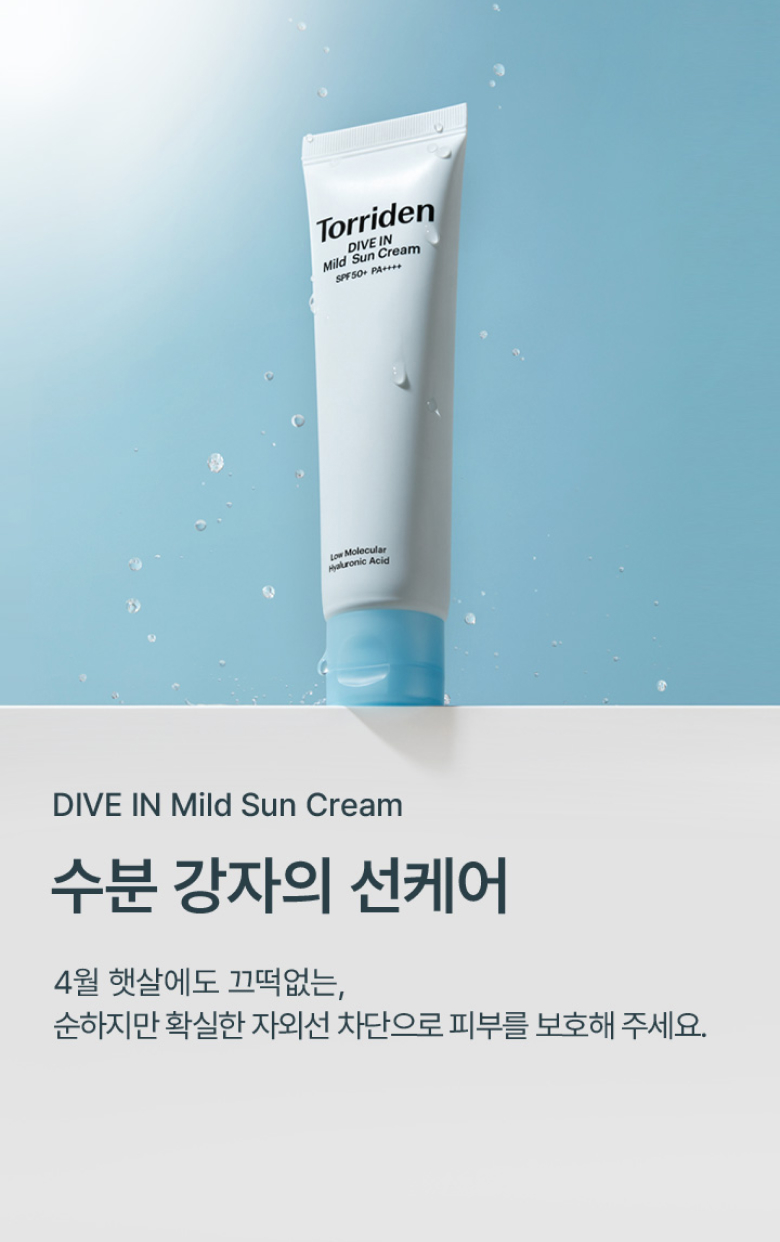 Torriden
DIVE IN
Mild Sun Cream
SPF50+ PA++++
Low Molecular
Hyaluronic Acid
DIVE IN Mild Sun Cream
수분 강자의 선케어
4월 햇살에도 끄떡없는,
순하지만 확실한 자외선 차단으로 피부를 보호해 주세요.